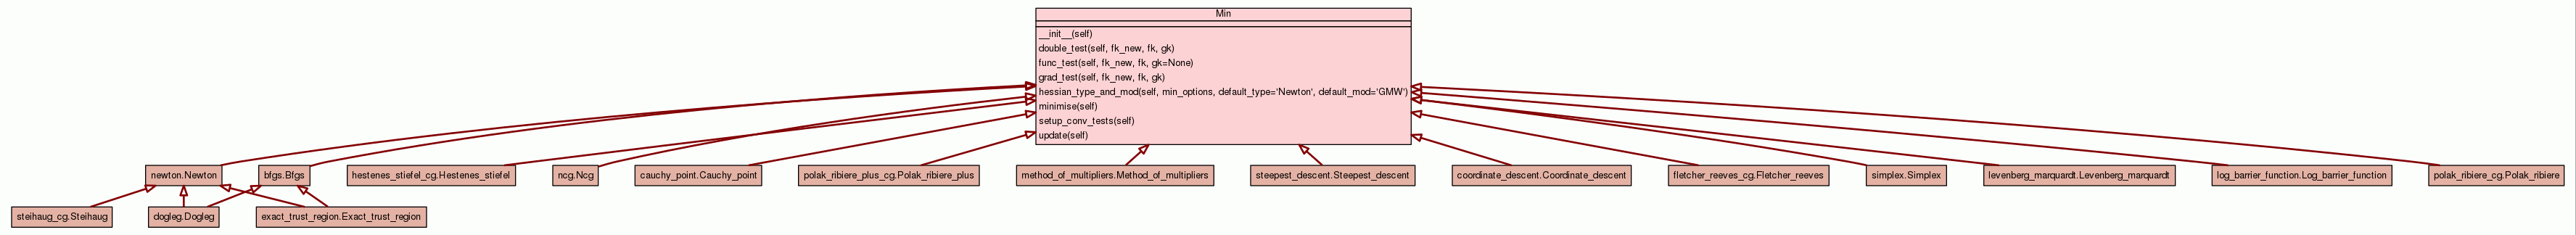 Min
__init__(self)
double_test(self, fk_new, fk, gk)
func_test(self, fk_new, fk, gk=None)
grad_test(self, fk_new, fk, gk)
hessian_type_and_mod(self, min_options, default_type='Newton', default_mod='GMW')
minimise(self)
setup_conv_tests(self)
update(self)
newton.Newton
bfgs.Bfgs
hestenes_stiefel_cg.Hestenes_stiefel
ncg.Ncg
cauchy_point.Cauchy_point
polak_ribiere_plus_cg.Polak_ribiere_plus
method_of_multipliers.Method_of_multipliers
steepest_descent.Steepest_descent
coordinate_descent.Coordinate_descent
fletcher_reeves_cg.Fletcher_reeves
simplex.Simplex
levenberg_marquardt.Levenberg_marquardt
log_barrier_function.Log_barrier_function
polak_ribiere_cg.Polak_ribiere
steihaug_cg.Steihaug
dogleg.Dogleg
exact_trust_region.Exact_trust_region